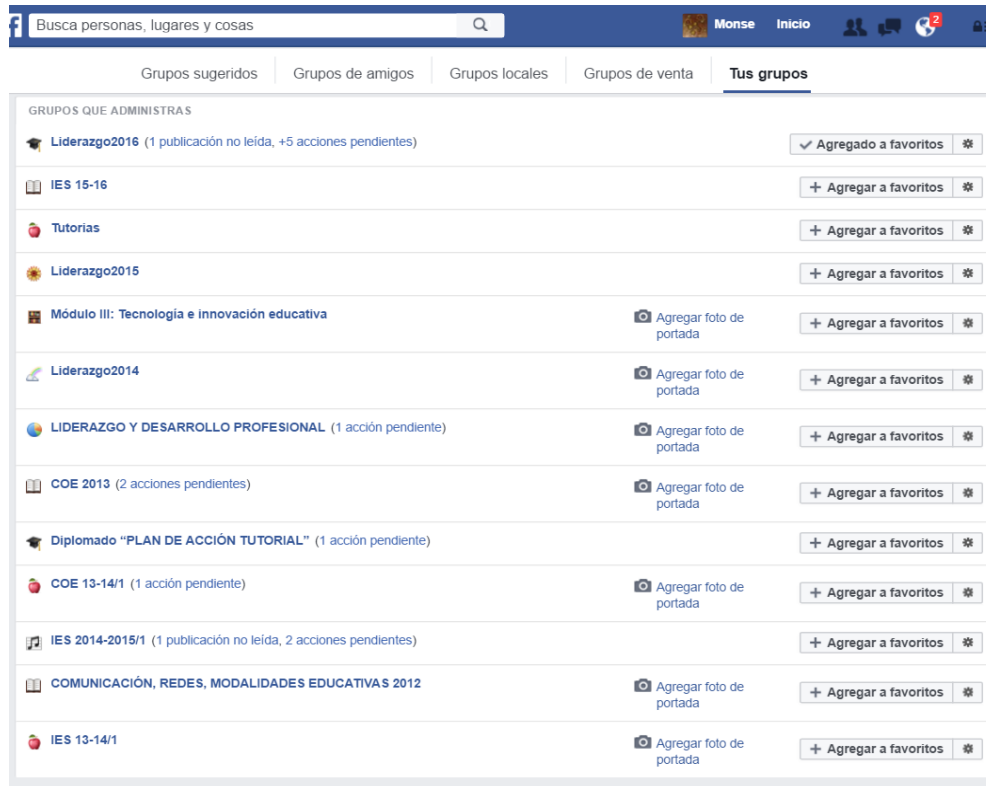 f Busca personas, lugares y cosas Monse Inicio 2
Grupos sugeridos Grupos de amigos Grupos locales Grupos de venta Tus grupos
GRUPOS QUE ADMINISTRAS
Liderazgo2016 (1 publicación no leída, +5 acciones pendientes) Agregado a favoritos
IES 15-16 + Agregar a favoritos
Tutorias + Agregar a favoritos
Liderazgo2015 + Agregar a favoritos
Módulo III: Tecnología e innovación educativa Agregar foto de portada + Agregar a favoritos
Liderazgo2014 Agregar foto de portada + Agregar a favoritos
LIDERAZGO Y DESARROLLO PROFESIONAL (1 acción pendiente) Agregar foto de portada + Agregar a favoritos
COE 2013 (2 acciones pendientes) Agregar foto de portada + Agregar a favoritos
Diplomado “PLAN DE ACCIÓN TUTORIAL” (1 acción pendiente) + Agregar a favoritos
COE 13-14/1 (1 acción pendiente) Agregar foto de portada + Agregar a favoritos
IES 2014-2015/1 (1 publicación no leída, 2 acciones pendientes) + Agregar a favoritos
COMUNICACIÓN, REDES, MODALIDADES EDUCATIVAS 2012 Agregar foto de portada + Agregar a favoritos
IES 13-14/1 Agregar foto de portada + Agregar a favoritos